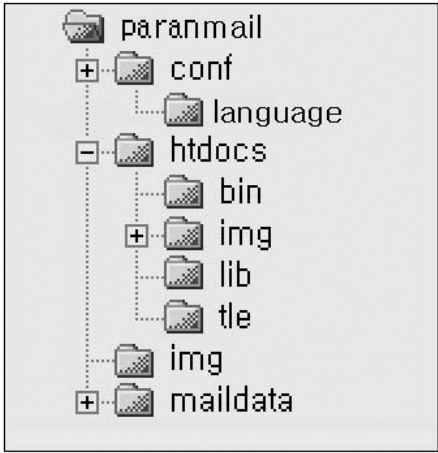 paranmail
conf
language
htdocs
bin
img
lib
tle
img
maildata